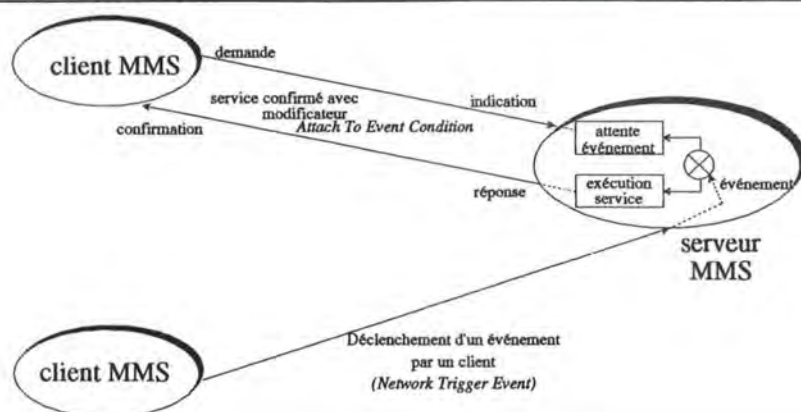 client MMS
demande
service confirmé avec
modificateur
Attach To Event Condition
confirmation
indication
attente
événement
exécution
service
événement
réponse
serveur
MMS
Déclenchement d'un événement
par un client
(Network Trigger Event)
client MMS